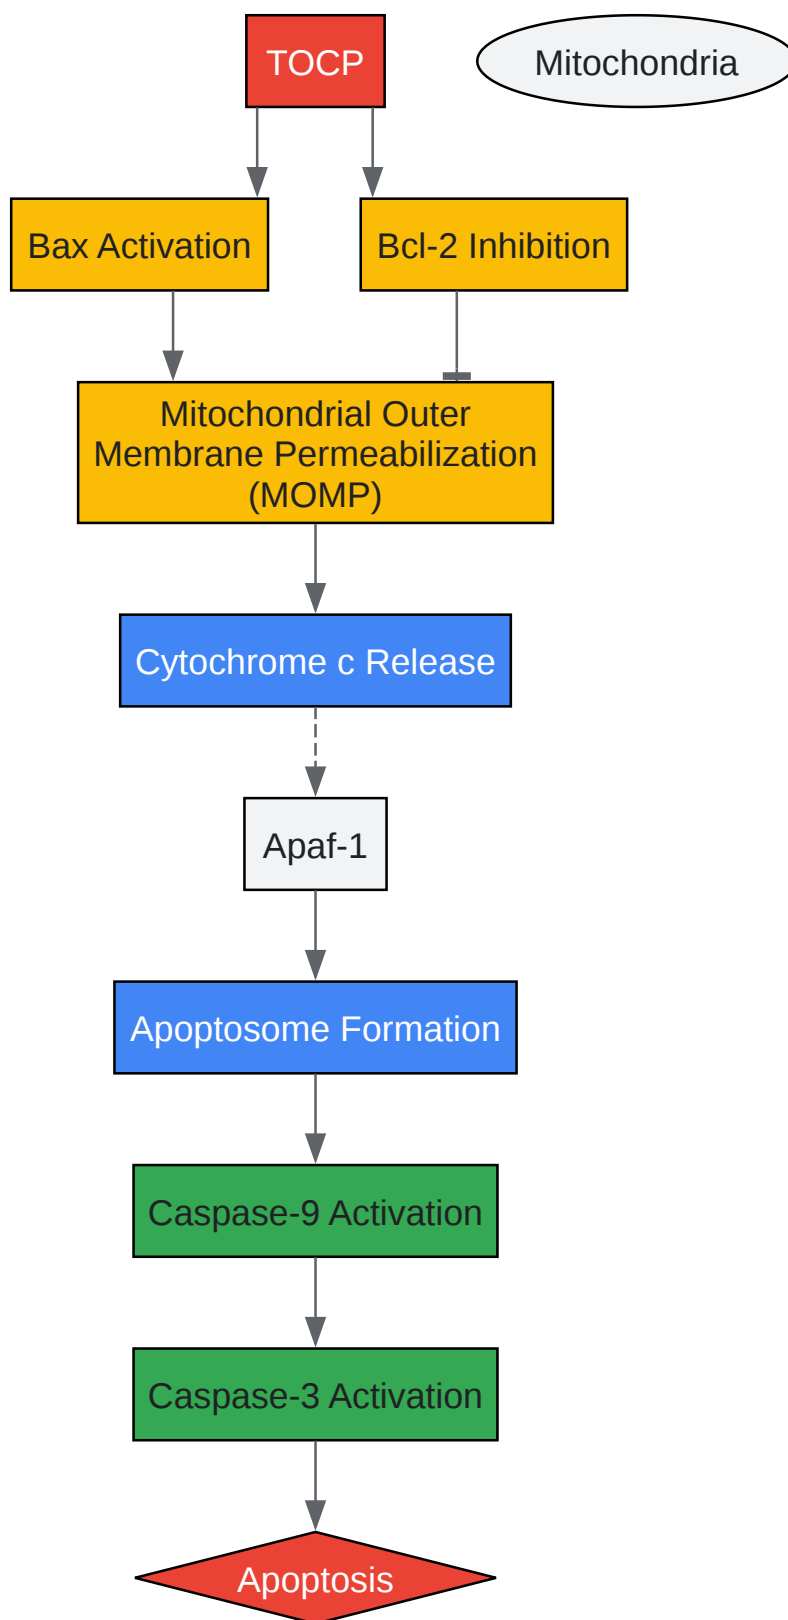 TOCP
Mitochondria
Bax Activation
Bcl-2 Inhibition
Mitochondrial Outer
Membrane Permeabilization
(MOMP)
Cytochrome c Release
Apaf-1
Apoptosome Formation
Caspase-9 Activation
Caspase-3 Activation
Apoptosis